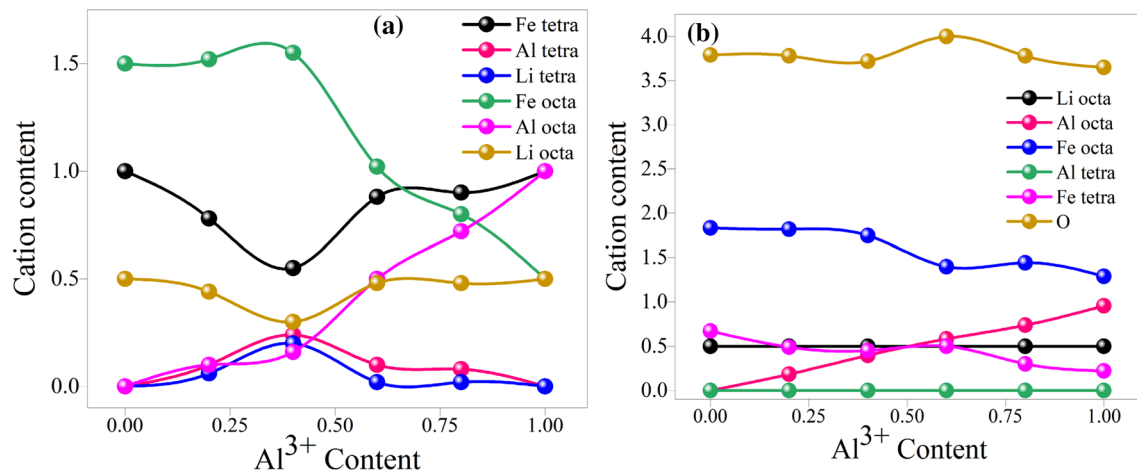 (a)
Fe tetra
Al tetra
Li tetra
Fe octa
Al octa
Li octa
1.5
1.0
0.5
0.0
Cation content
0.00 0.25 0.50 0.75 1.00
Al³⁺ Content
(b)
Li octa
Al octa
Fe octa
Al tetra
Fe tetra
O
4.0
3.5
3.0
2.5
2.0
1.5
1.0
0.5
0.0
Cation content
0.00 0.25 0.50 0.75 1.00
Al³⁺ Content